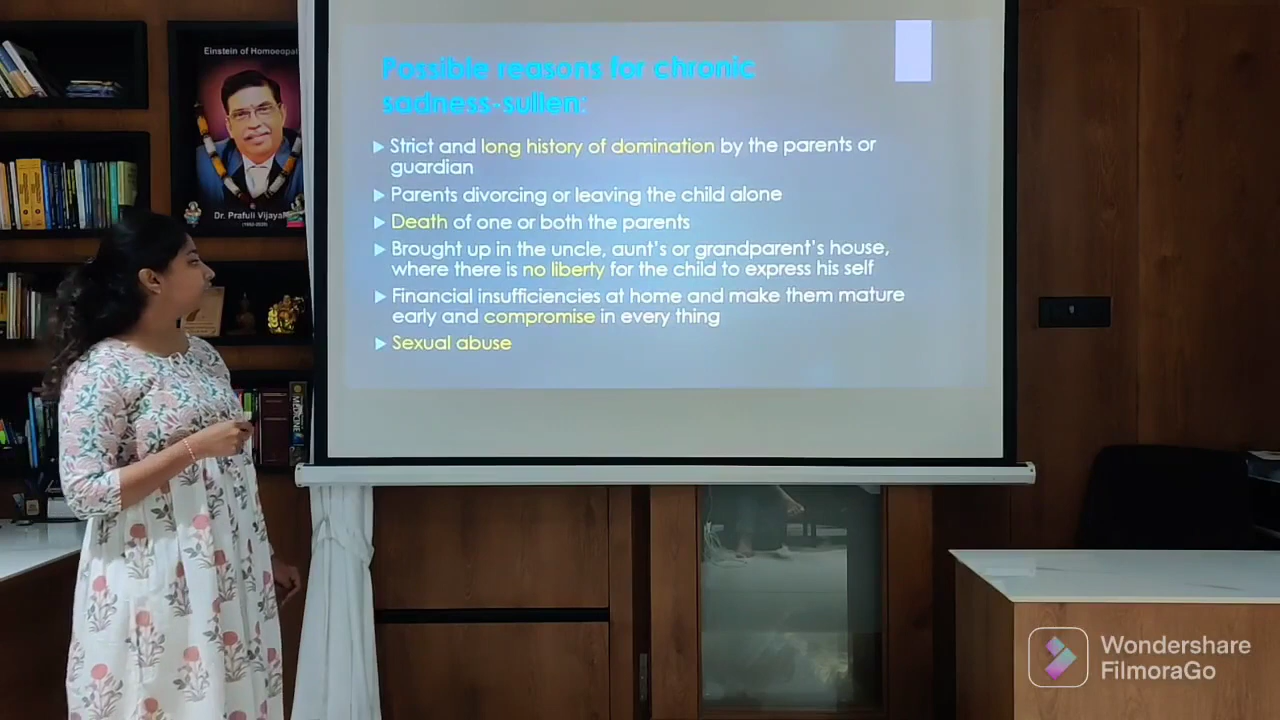 Einstein of Homoeopat
Dr. Prafull Vijayak
Possible reasons for chronic
sadness-sullen:
Strict and long history of domination by the parents or
guardian
Parents divorcing or leaving the child alone
Death of one or both the parents
Brought up in the uncle, aunt's or grandparent's house,
where there is no liberty for the child to express his self
Financial insufficiencies at home and make them mature
early and compromise in every thing
Sexual abuse
MEDICINE
Wondershare
FilmoraGo